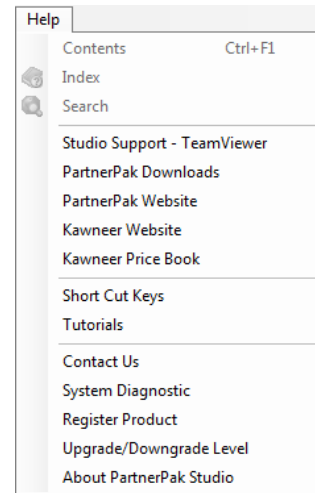 Help
Contents Ctrl+F1
Index
Search
Studio Support - TeamViewer
PartnerPak Downloads
PartnerPak Website
Kawneer Website
Kawneer Price Book
Short Cut Keys
Tutorials
Contact Us
System Diagnostic
Register Product
Upgrade/Downgrade Level
About PartnerPak Studio